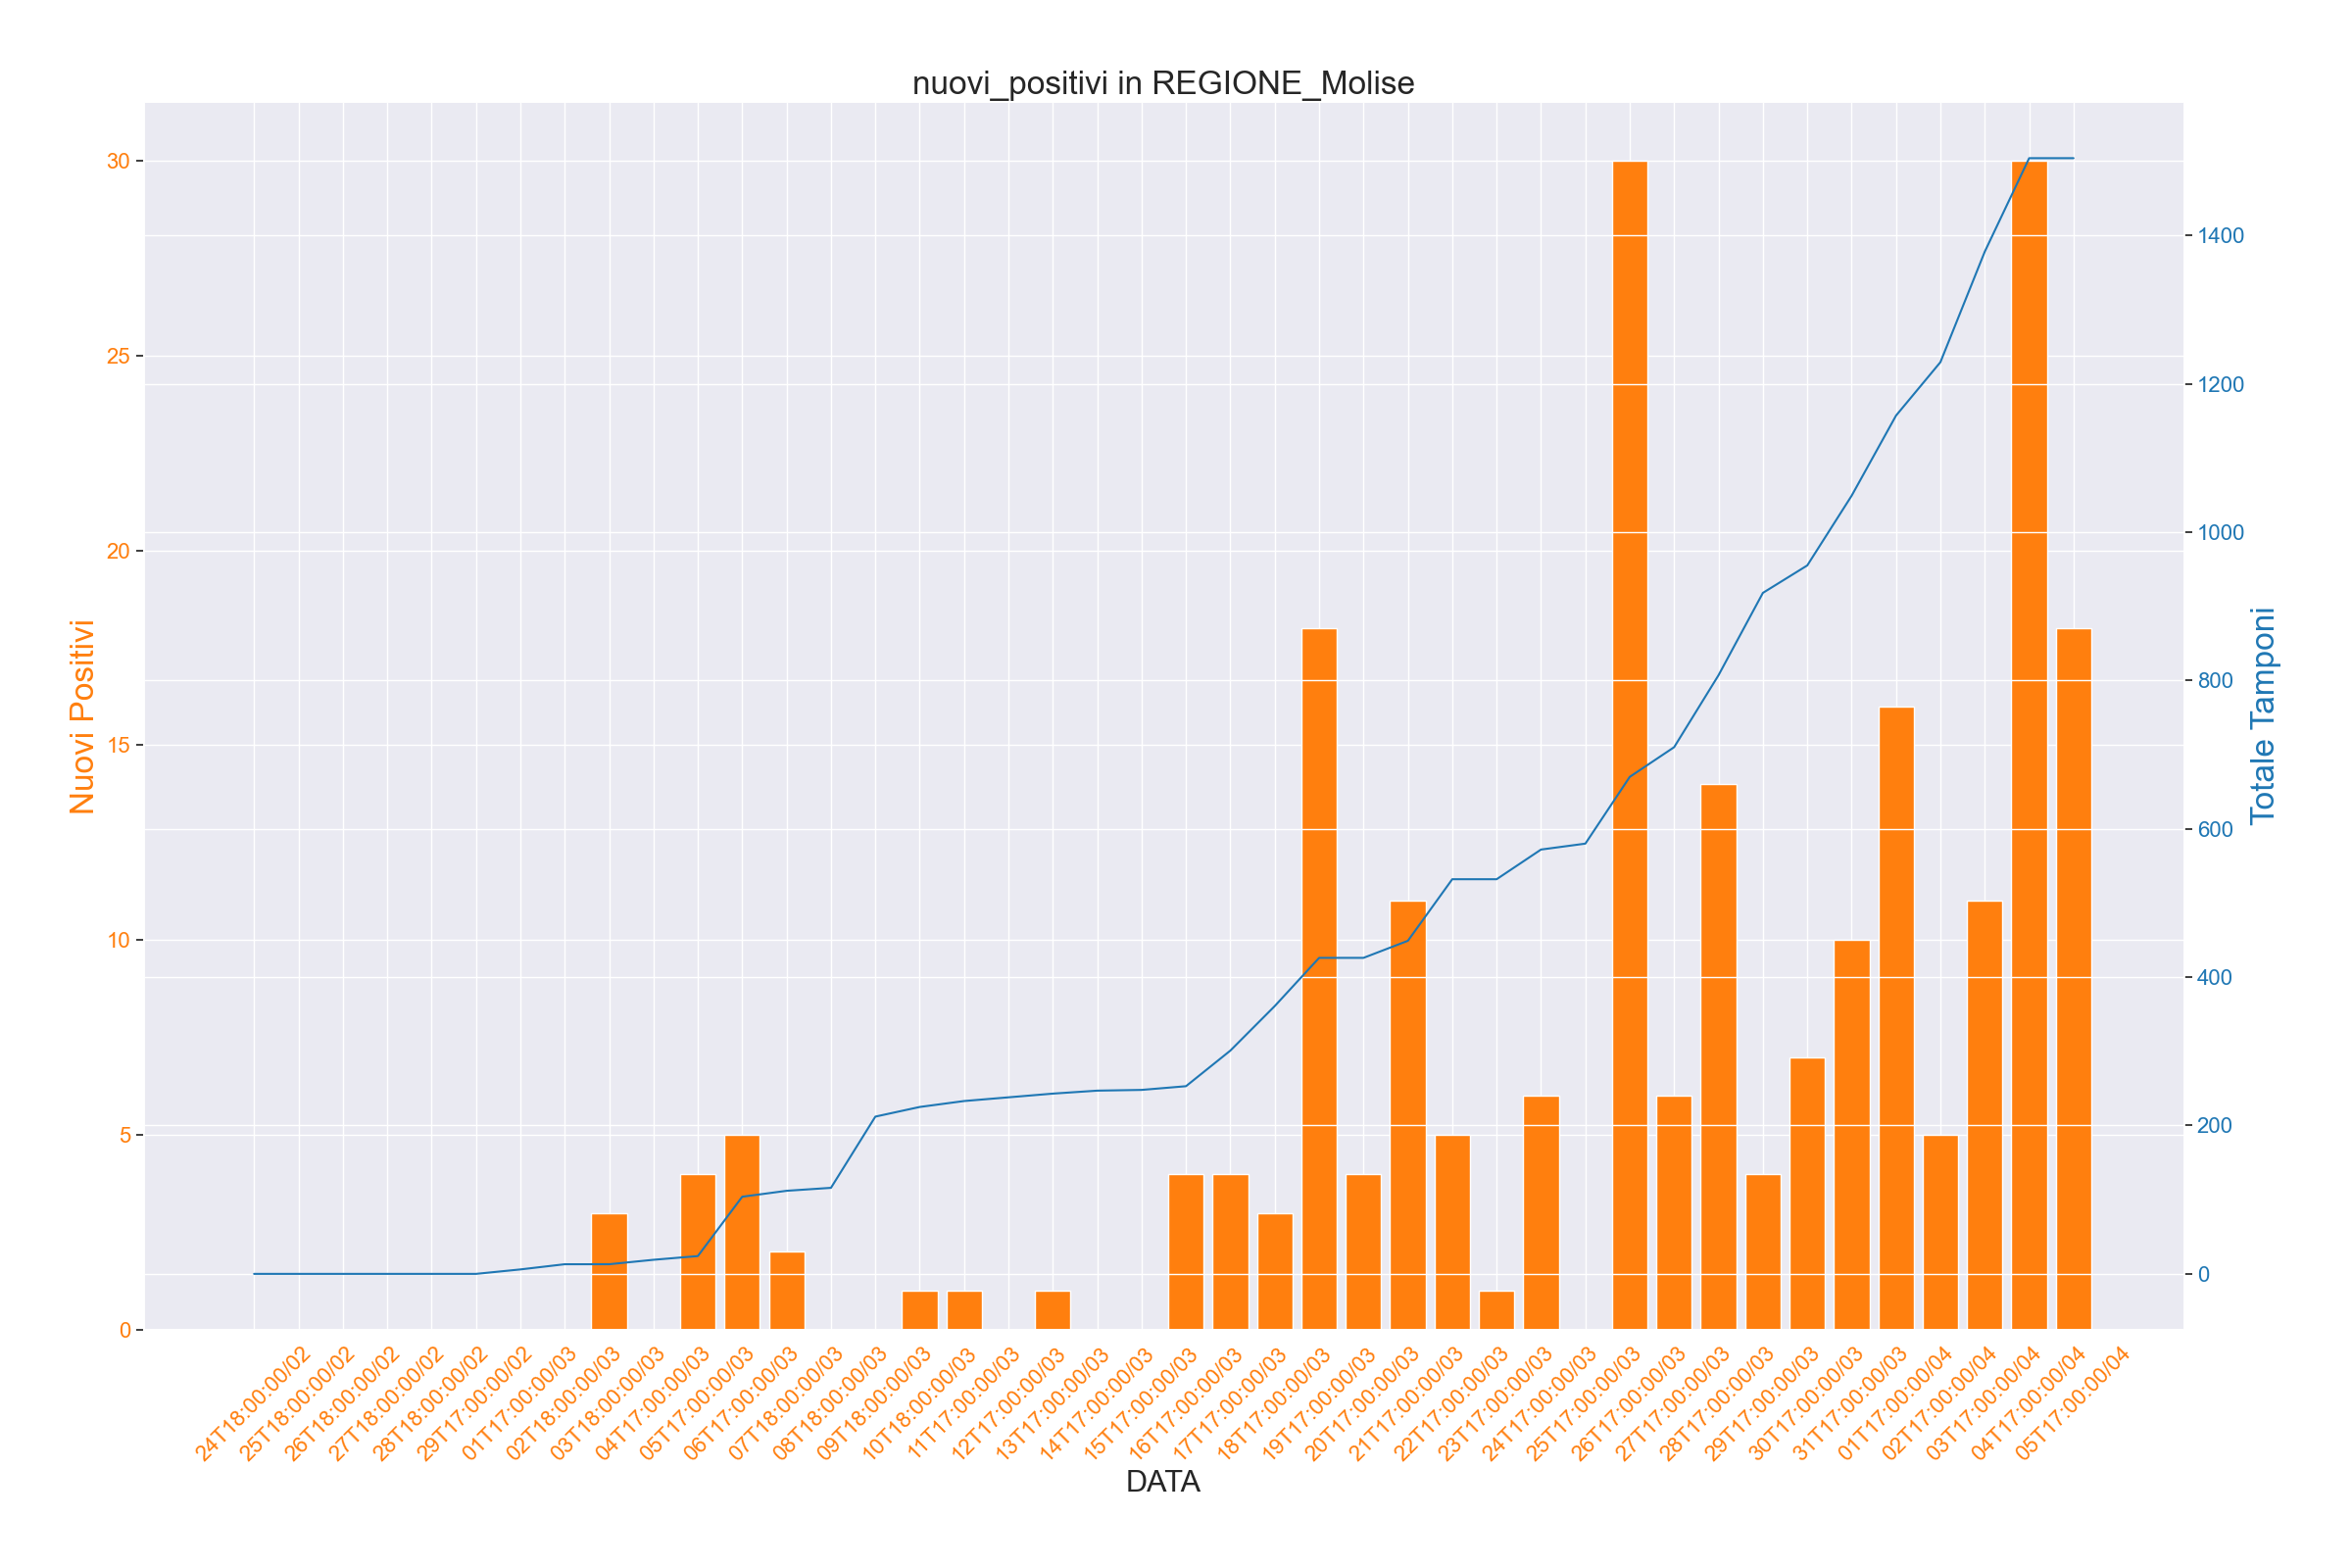 nuovi_positivi in REGIONE_Molise
30
25
20
15
10
5
0
Nuovi Positivi
1400
1200
1000
800
600
400
200
0
Totale Tamponi
24T18:00:00/02
25T18:00:00/02
26T18:00:00/02
27T18:00:00/02
28T18:00:00/02
29T17:00:00/02
01T17:00:00/03
02T18:00:00/03
03T18:00:00/03
04T17:00:00/03
05T17:00:00/03
06T17:00:00/03
07T18:00:00/03
08T18:00:00/03
09T18:00:00/03
10T18:00:00/03
11T17:00:00/03
12T17:00:00/03
13T17:00:00/03
14T17:00:00/03
15T17:00:00/03
16T17:00:00/03
17T17:00:00/03
18T17:00:00/03
19T17:00:00/03
20T17:00:00/03
21T17:00:00/03
22T17:00:00/03
23T17:00:00/03
24T17:00:00/03
25T17:00:00/03
26T17:00:00/03
27T17:00:00/03
28T17:00:00/03
29T17:00:00/03
30T17:00:00/03
31T17:00:00/03
01T17:00:00/04
02T17:00:00/04
03T17:00:00/04
04T17:00:00/04
05T17:00:00/04
DATA